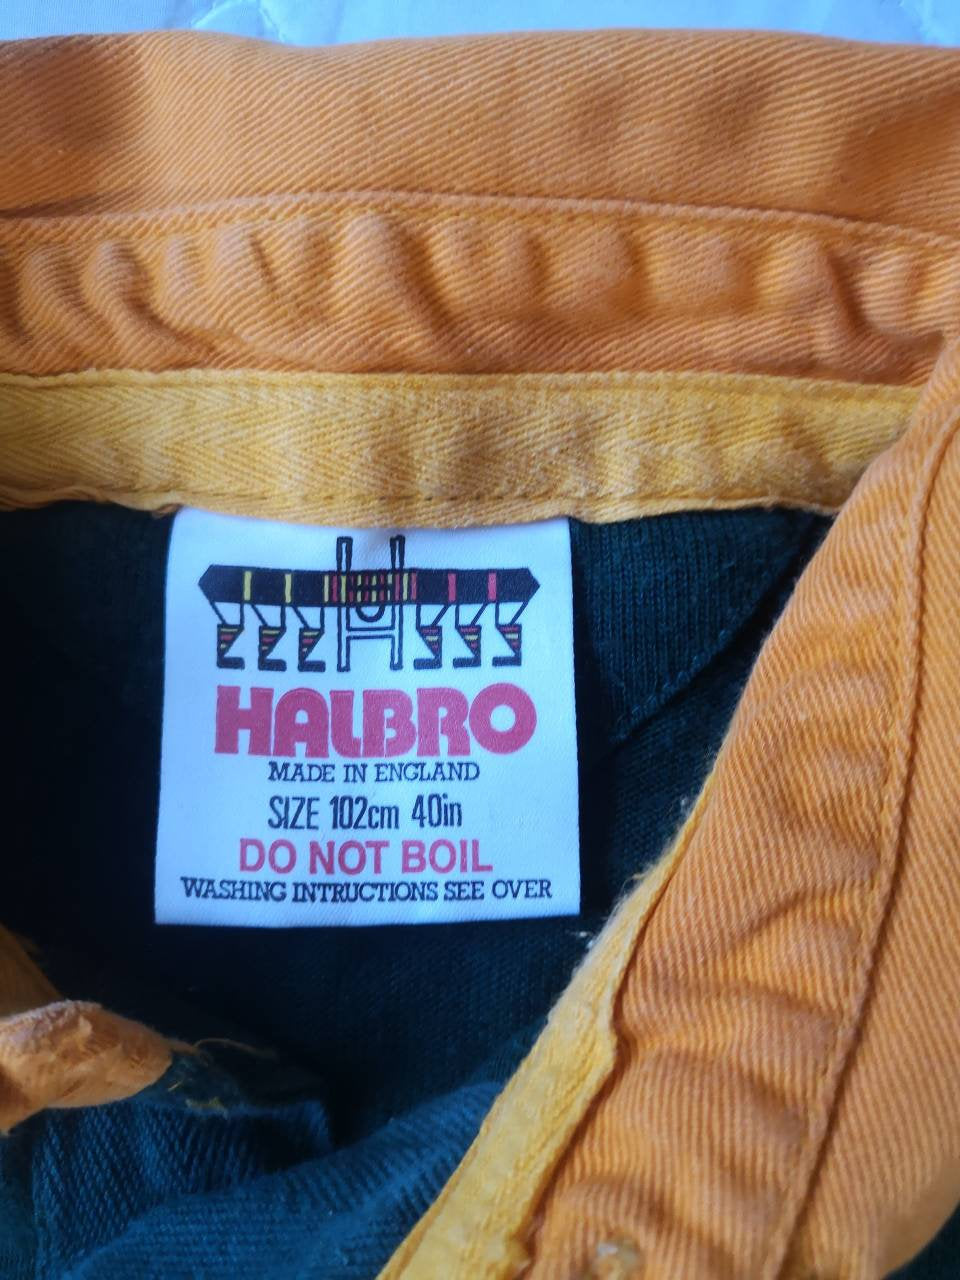 HALBRO
MADE IN ENGLAND
SIZE 102cm 40in
DO NOT BOIL
WASHING INTRUCTIONS SEE OVER